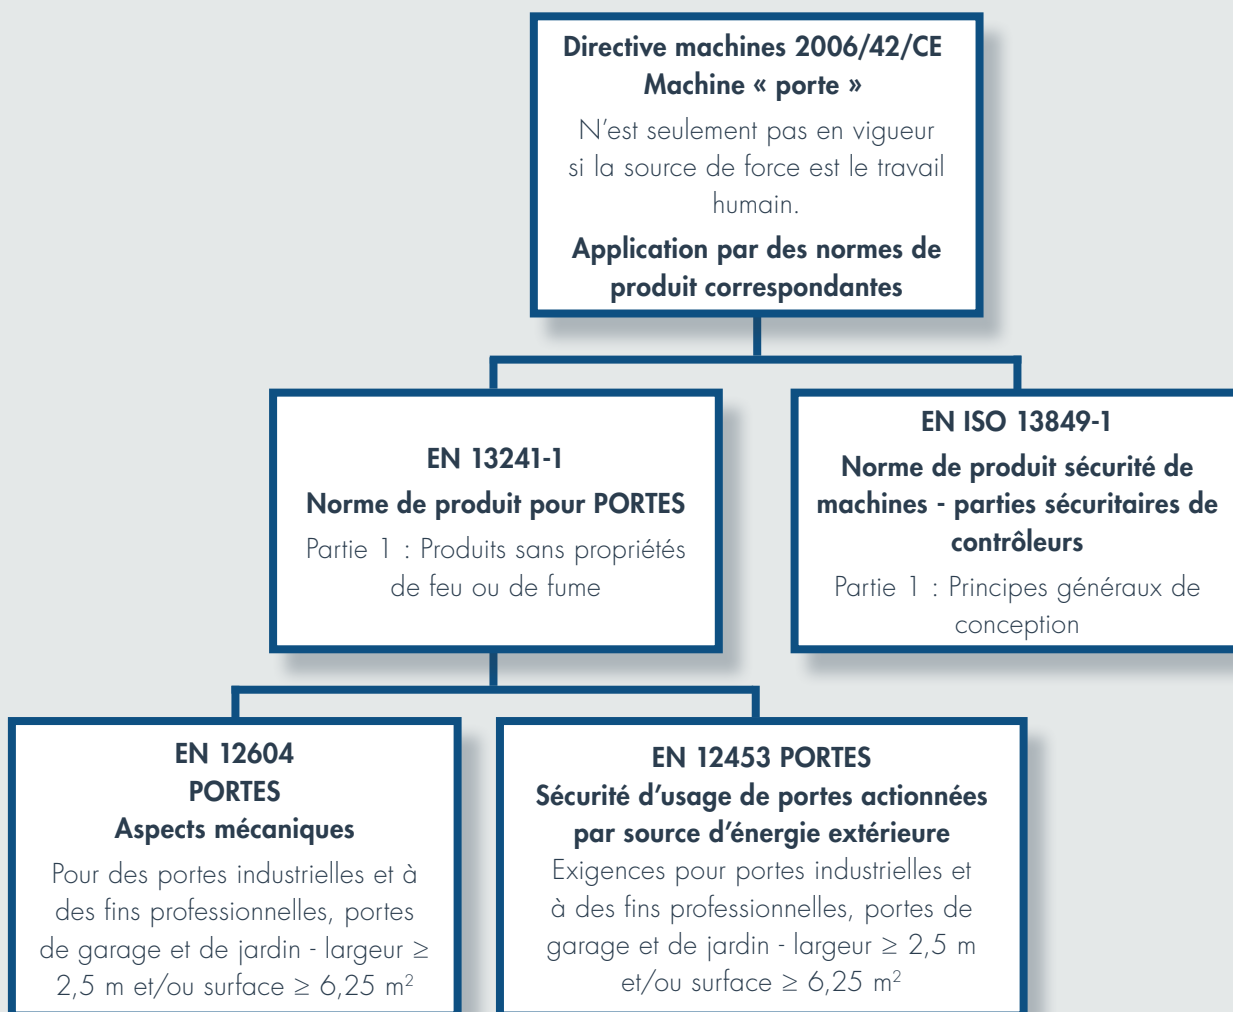 Directive machines 2006/42/CE
Machine « porte »
N’est seulement pas en vigueur
si la source de force est le travail
humain.
Application par des normes de
produit correspondantes
EN 13241-1
Norme de produit pour PORTES
Partie 1 : Produits sans propriétés
de feu ou de fume
EN ISO 13849-1
Norme de produit sécurité de
machines - parties sécuritaires de
contrôleurs
Partie 1 : Principes généraux de
conception
EN 12604
PORTES
Aspects mécaniques
Pour des portes industrielles et à
des fins professionnelles, portes
de garage et de jardin - largeur ≥
2,5 m et/ou surface ≥ 6,25 m²
EN 12453 PORTES
Sécurité d’usage de portes actionnées
par source d’énergie extérieure
Exigences pour portes industrielles et
à des fins professionnelles, portes de
garage et de jardin - largeur ≥ 2,5 m
et/ou surface ≥ 6,25 m²